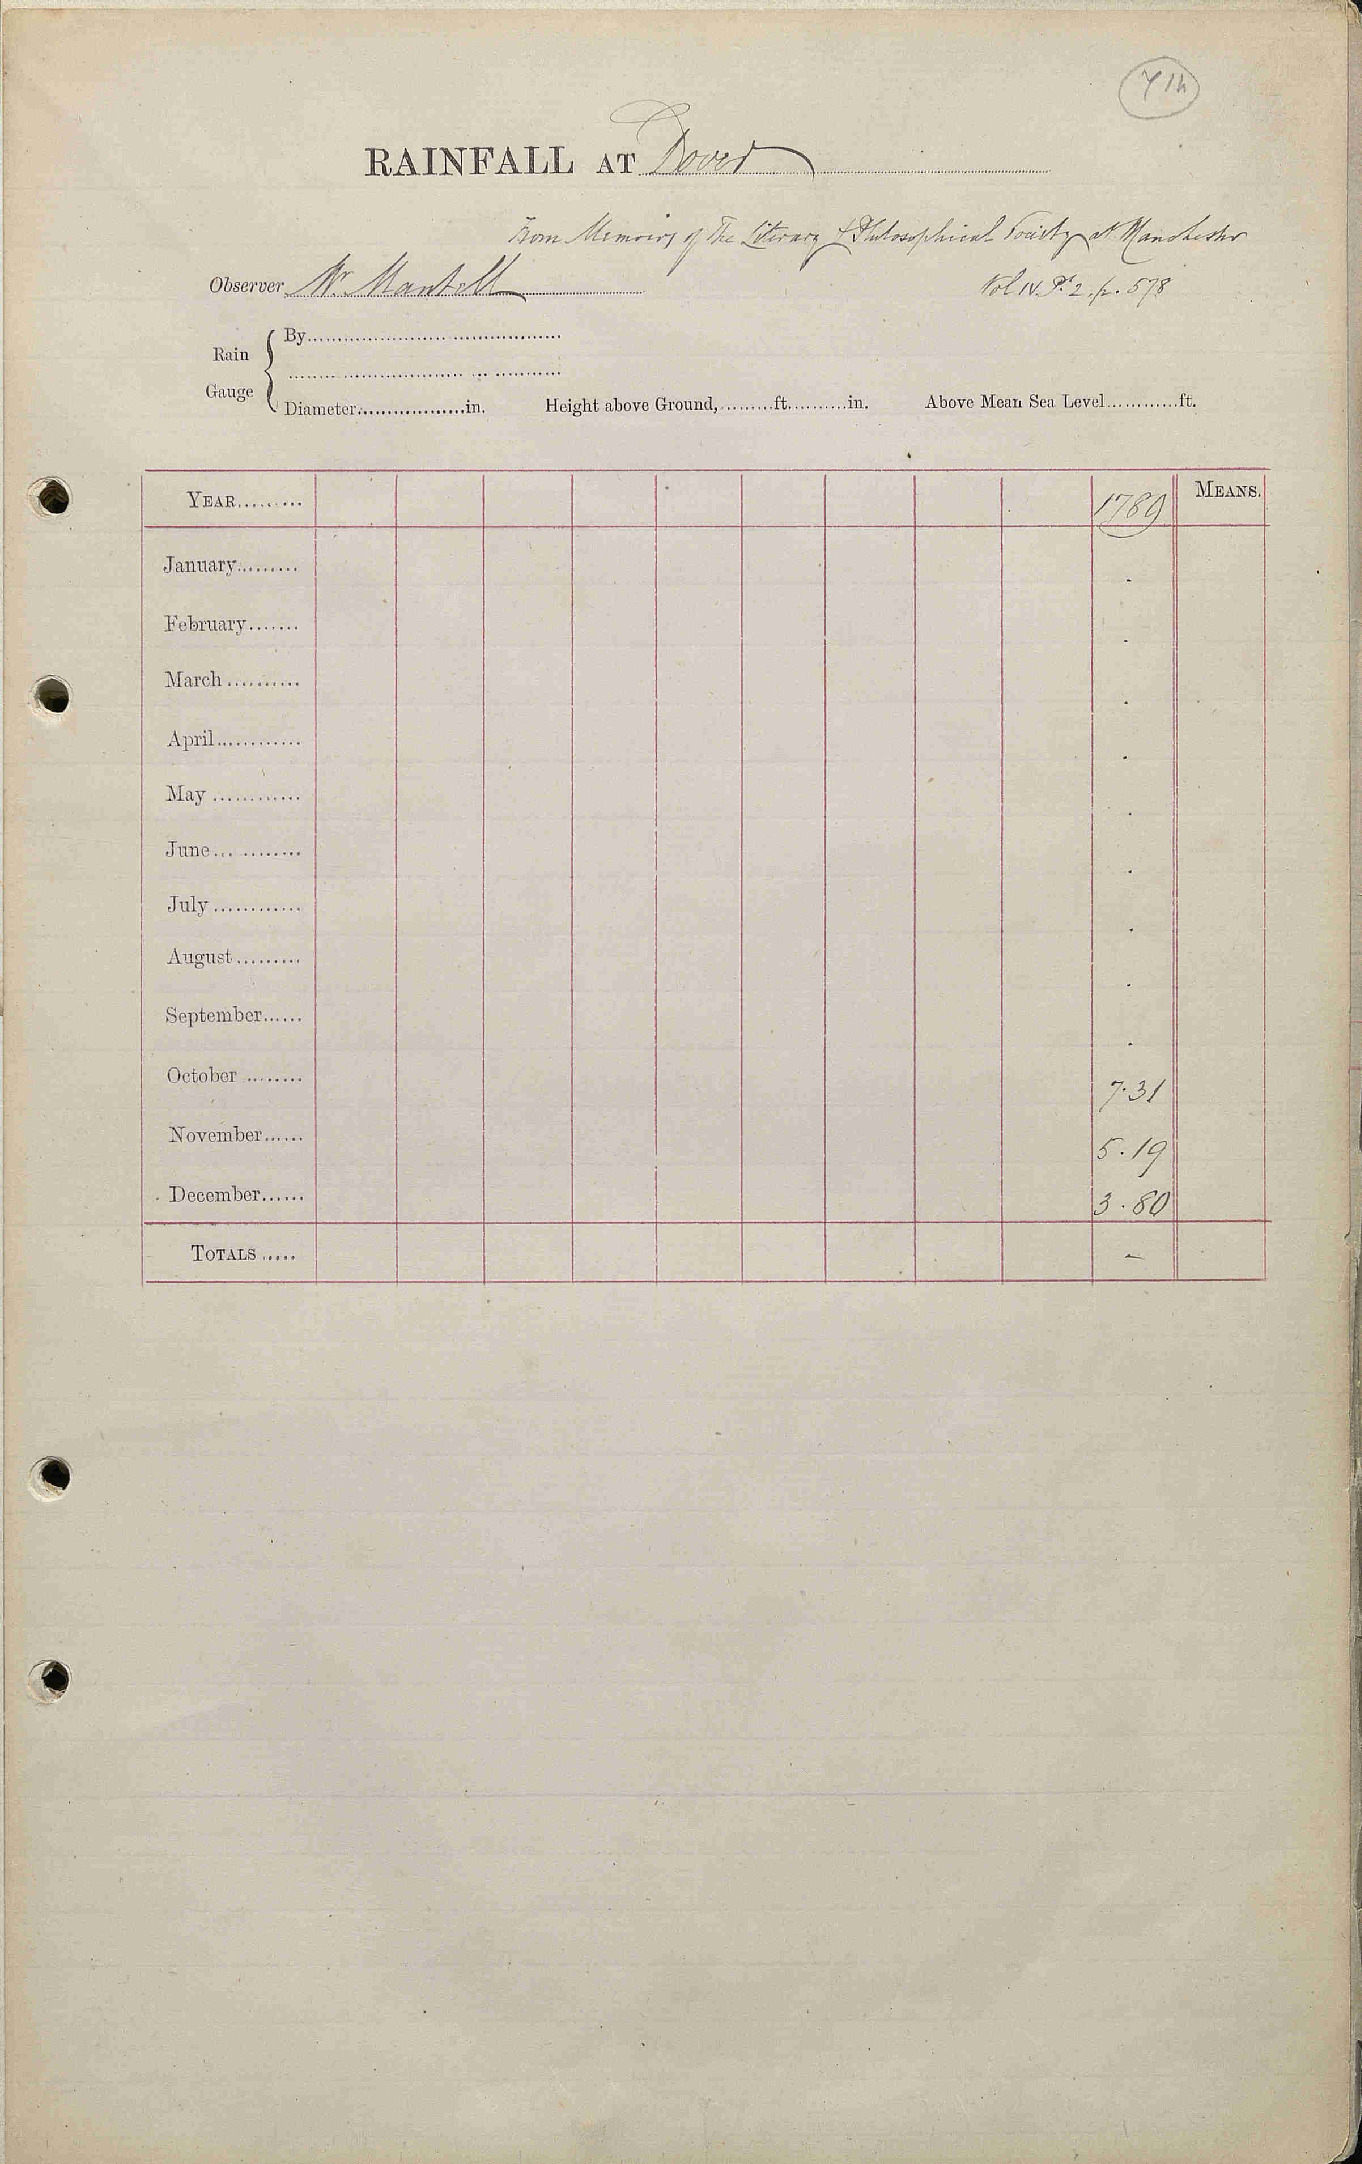 RAINFALL AT Dover
From Memoirs of the Literary & Philosophical Society at Manchester
Vol IV. Pt 2, p. 578
Observer Mr Mantell
Rain Gauge
By
Diameter in. Height above Ground, ft. in. Above Mean Sea Level ft.
YEAR 1789 MEANS.
January -
February -
March -
April -
May -
June -
July -
August -
September -
October 7.31
November 5.19
December 3.80
TOTALS -